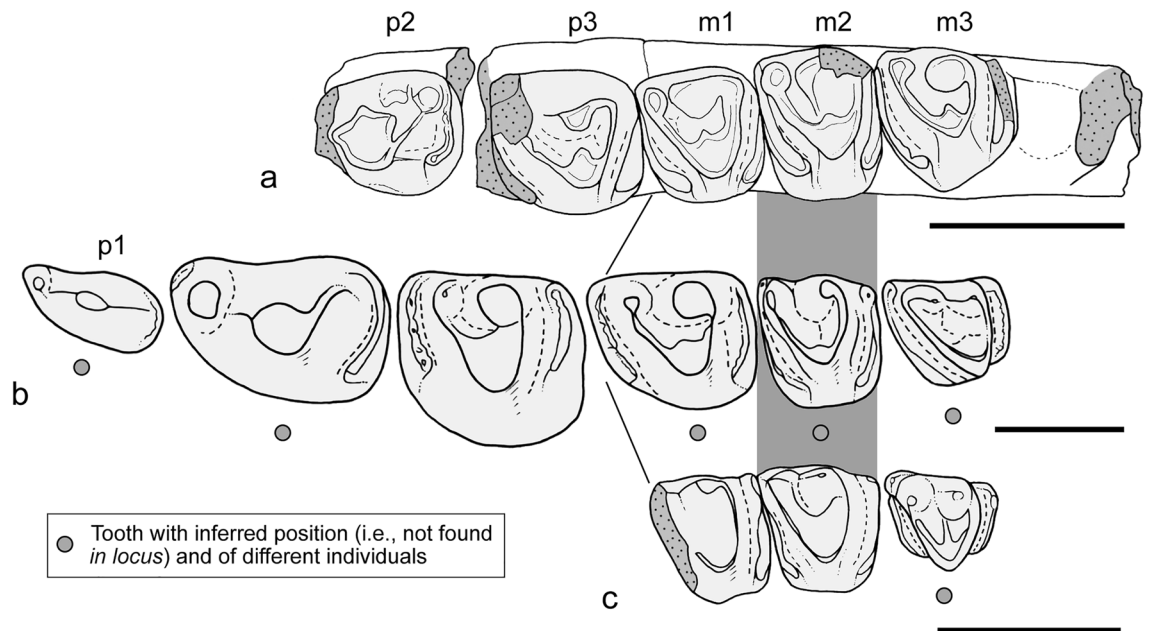 p2 p3 m1 m2 m3
a
p1
b
Tooth with inferred position (i.e., not found
in locus) and of different individuals
c